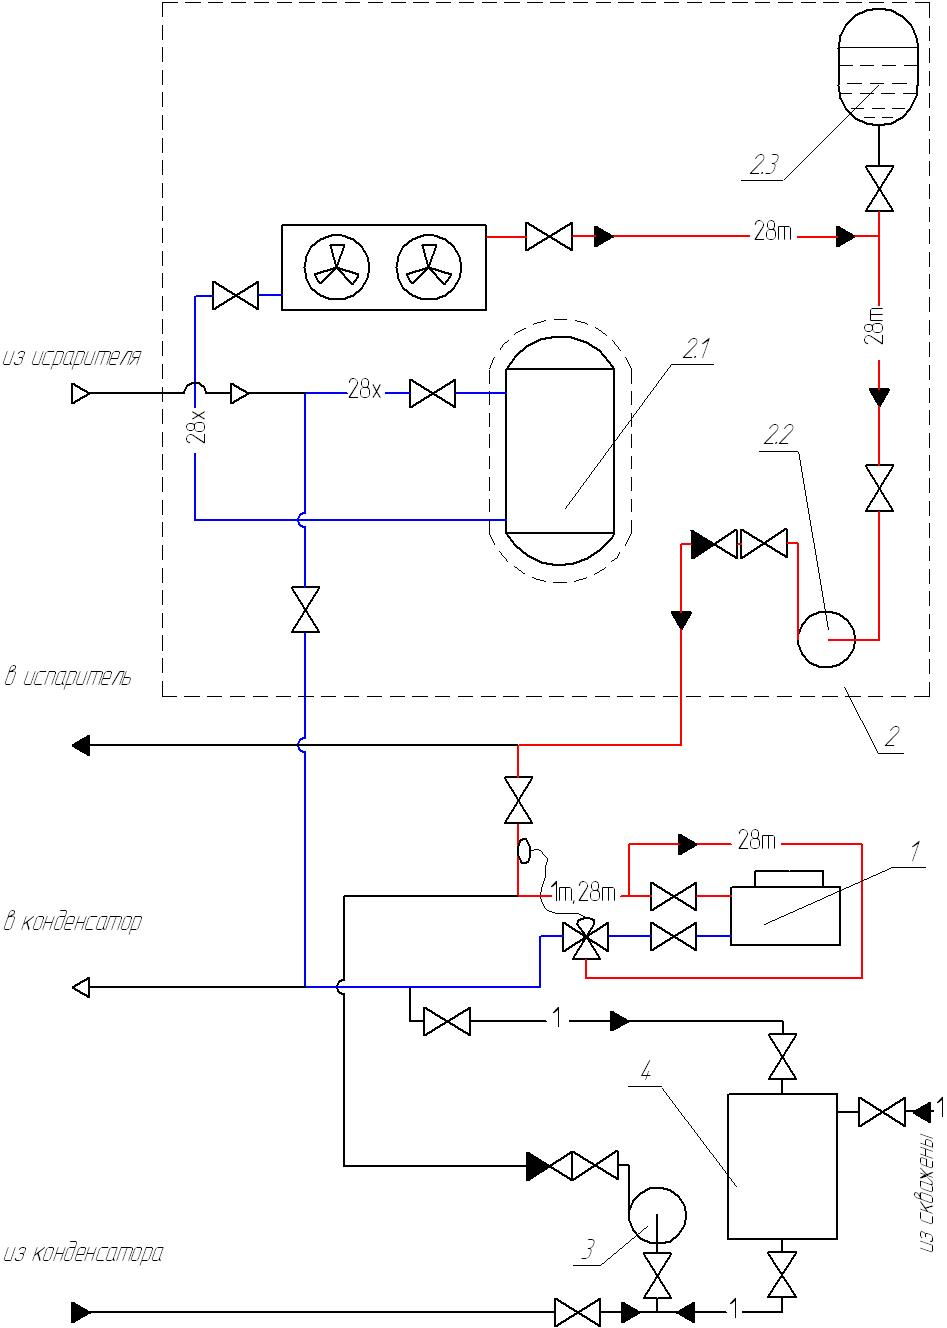 2.3
28т
28т
из исрарителя
28х
28х
2.1
2.2
в испаритель
2
28т
1
1т,28т
в конденсатор
1
4
1
из скважены
из конденсатора
3
1